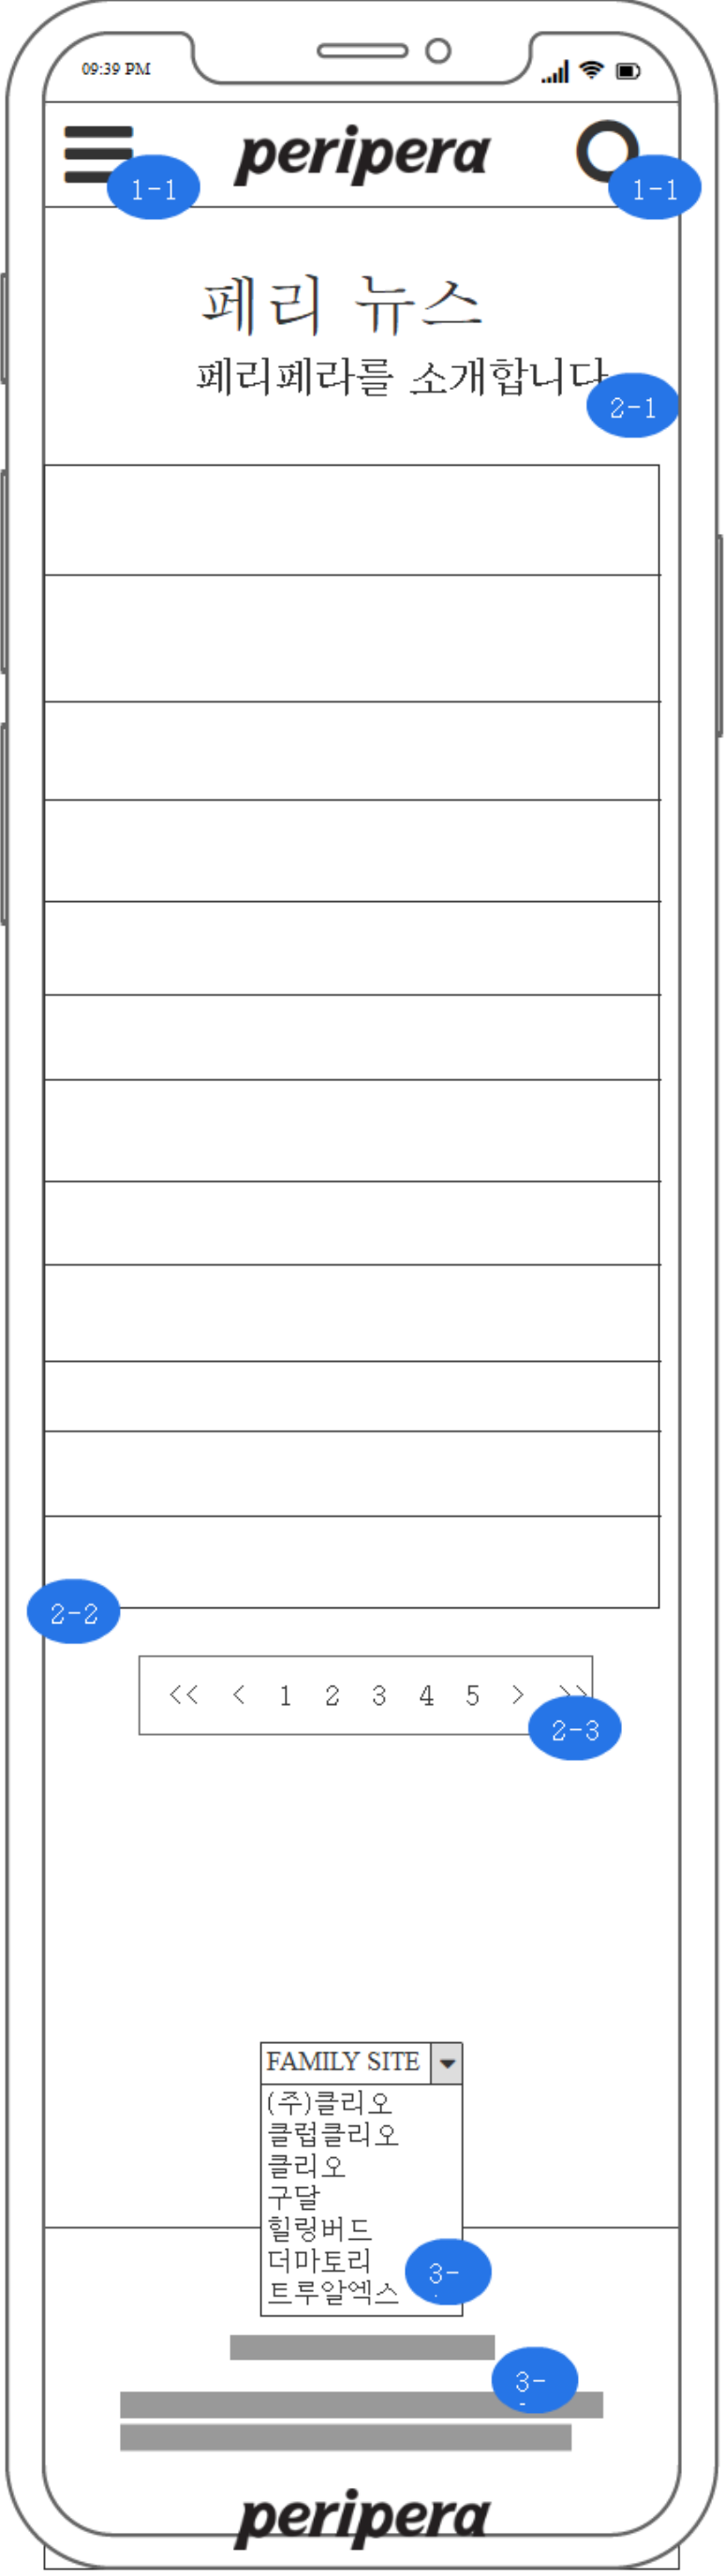 09:39 PM
peripera
1-1
1-1
페리 뉴스
페리페라를 소개합니다
2-1
2-2
<< < 1 2 3 4 5 > >>
2-3
FAMILY SITE
(주)클리오
클럽클리오
클리오
구달
힐링버드
더마토리
트루알엑스
3-
3-
peripera